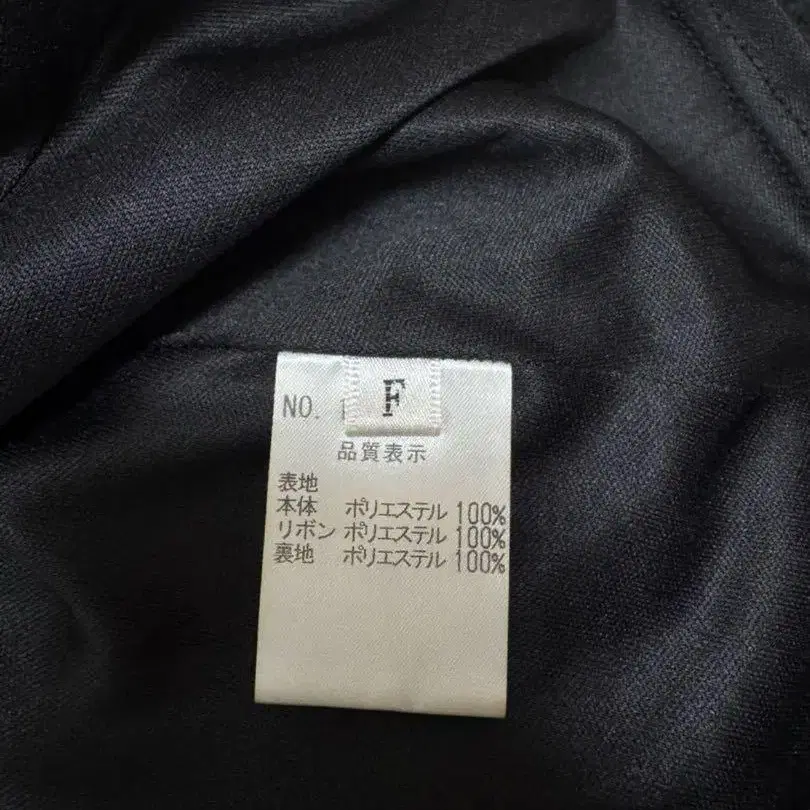 F
NO. 1
品質表示
表地
本体 ポリエステル 100%
リボン ポリエステル 100%
裏地 ポリエステル 100%